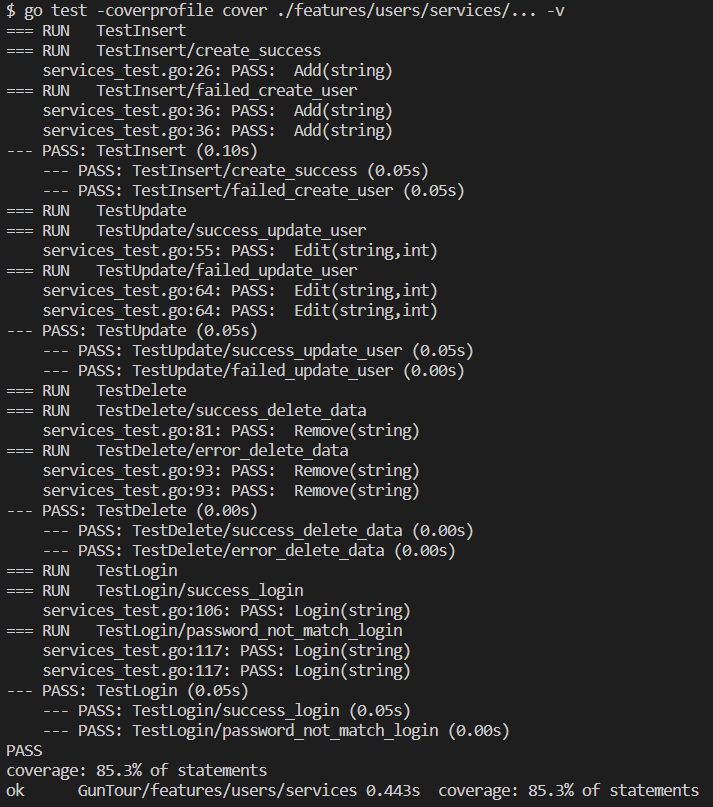 $ go test -coverprofile cover ./features/users/services/... -v
=== RUN   TestInsert
=== RUN   TestInsert/create_success
    services_test.go:26: PASS:  Add(string)
=== RUN   TestInsert/failed_create_user
    services_test.go:36: PASS:  Add(string)
    services_test.go:36: PASS:  Add(string)
--- PASS: TestInsert (0.10s)
    --- PASS: TestInsert/create_success (0.05s)
    --- PASS: TestInsert/failed_create_user (0.05s)
=== RUN   TestUpdate
=== RUN   TestUpdate/success_update_user
    services_test.go:55: PASS:  Edit(string,int)
=== RUN   TestUpdate/failed_update_user
    services_test.go:64: PASS:  Edit(string,int)
    services_test.go:64: PASS:  Edit(string,int)
--- PASS: TestUpdate (0.05s)
    --- PASS: TestUpdate/success_update_user (0.05s)
    --- PASS: TestUpdate/failed_update_user (0.00s)
=== RUN   TestDelete
=== RUN   TestDelete/success_delete_data
    services_test.go:81: PASS:  Remove(string)
=== RUN   TestDelete/error_delete_data
    services_test.go:93: PASS:  Remove(string)
    services_test.go:93: PASS:  Remove(string)
--- PASS: TestDelete (0.00s)
    --- PASS: TestDelete/success_delete_data (0.00s)
    --- PASS: TestDelete/error_delete_data (0.00s)
=== RUN   TestLogin
=== RUN   TestLogin/success_login
    services_test.go:106: PASS: Login(string)
=== RUN   TestLogin/password_not_match_login
    services_test.go:117: PASS: Login(string)
    services_test.go:117: PASS: Login(string)
--- PASS: TestLogin (0.05s)
    --- PASS: TestLogin/success_login (0.05s)
    --- PASS: TestLogin/password_not_match_login (0.00s)
PASS
coverage: 85.3% of statements
ok      GunTour/features/users/services 0.443s  coverage: 85.3% of statements